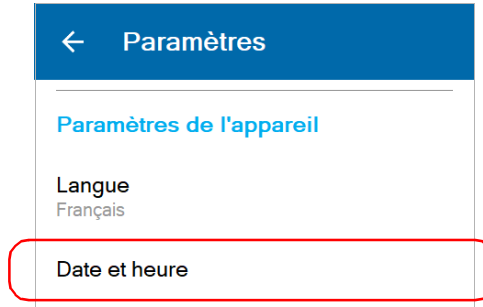 Paramètres
Paramètres de l'appareil
Langue
Français
Date et heure